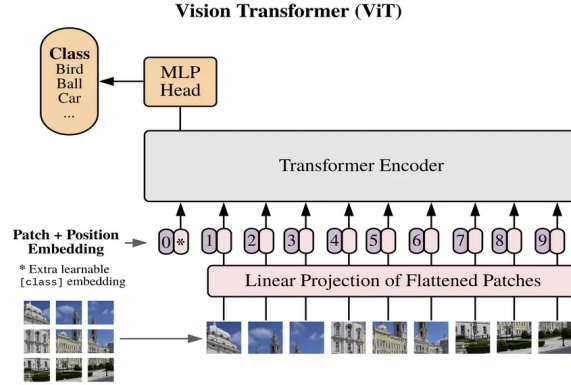 Vision Transformer (ViT)
Class
Bird
Ball
Car
...
MLP
Head
Transformer Encoder
Patch + Position
Embedding
* Extra learnable
[class] embedding
0 * 1 2 3 4 5 6 7 8 9
Linear Projection of Flattened Patches